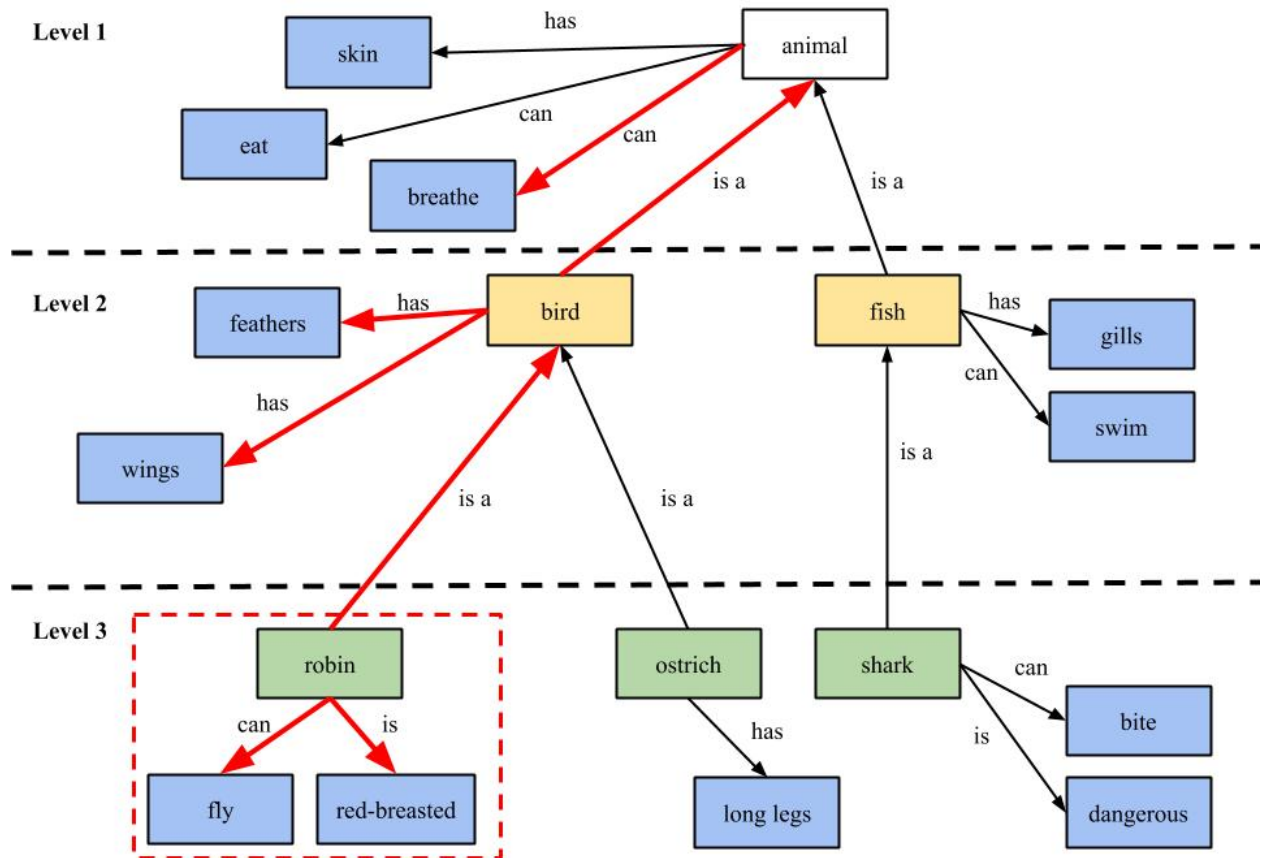 Level 1
has
skin
animal
can
eat
can
breathe
is a
is a
Level 2
has
feathers
bird
fish
has
gills
can
swim
has
wings
is a
is a
is a
Level 3
robin
ostrich
shark
can
is
has
can
bite
is
fly
red-breasted
long legs
dangerous